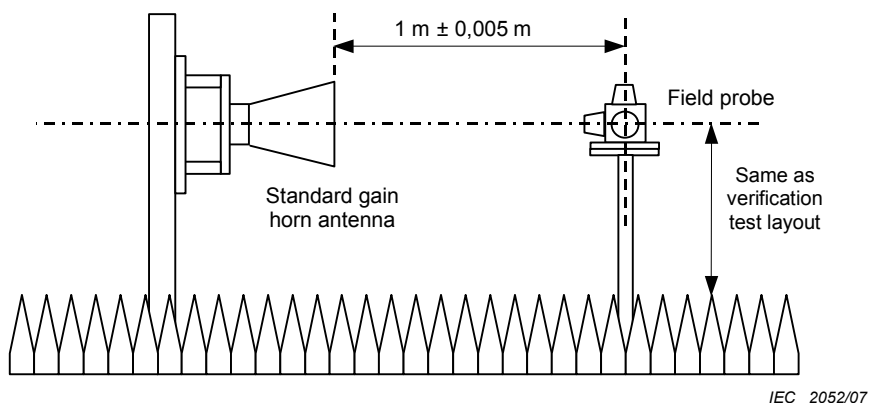 1 m ± 0,005 m
Field probe
Standard gain
horn antenna
Same as
verification
test layout
IEC 2052/07